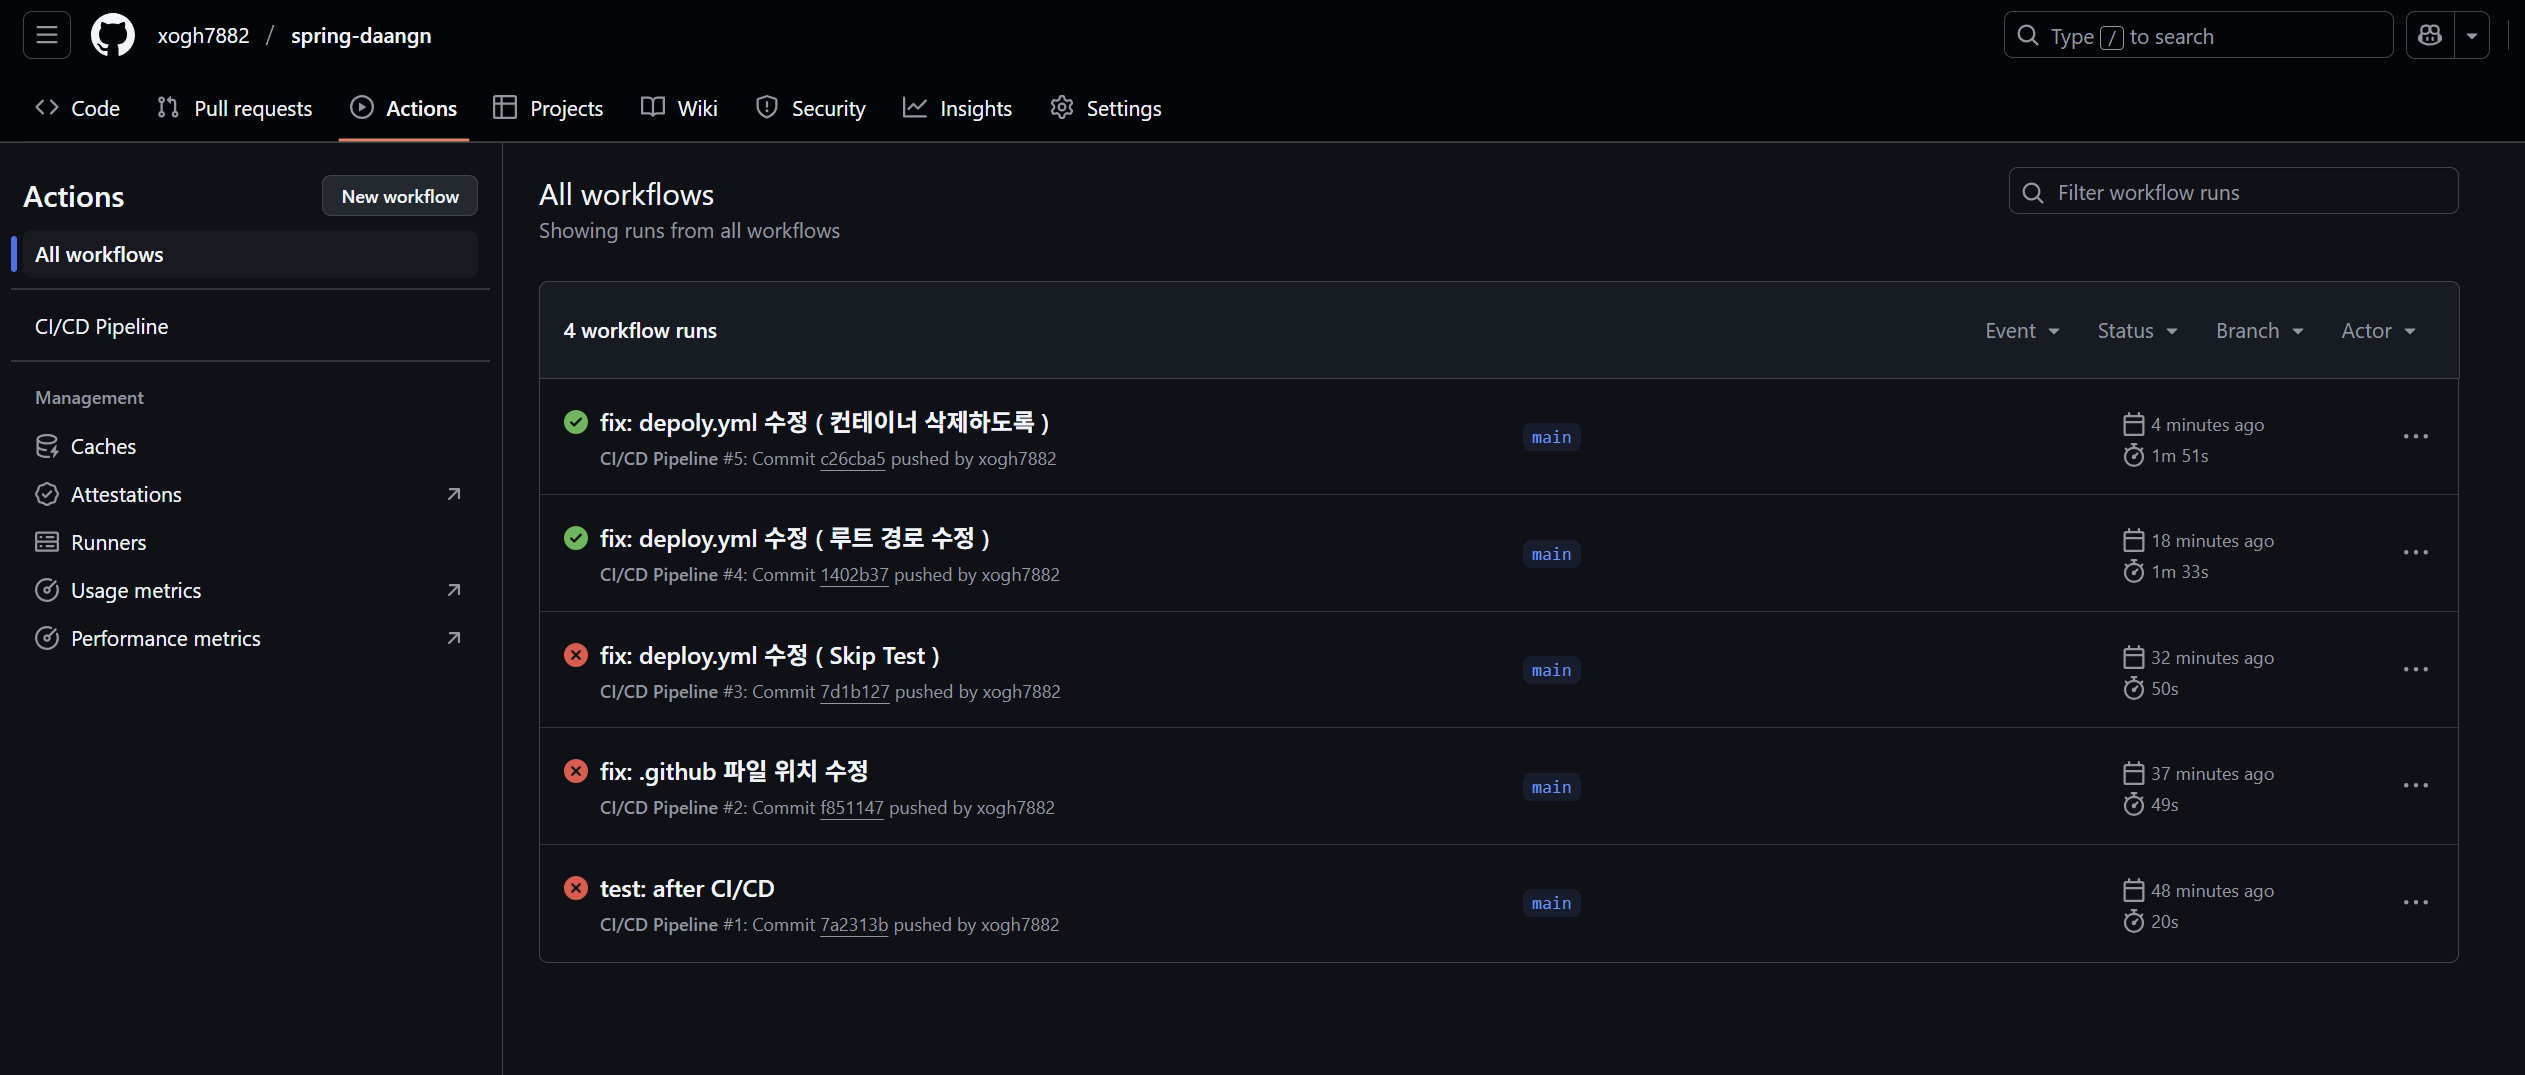 xogh7882 / spring-daangn
Type / to search
Code Pull requests Actions Projects Wiki Security Insights Settings
Actions
New workflow
All workflows
CI/CD Pipeline
Management
Caches
Attestations
Runners
Usage metrics
Performance metrics
All workflows
Showing runs from all workflows
Filter workflow runs
4 workflow runs
Event Status Branch Actor
fix: depoly.yml 수정 ( 컨테이너 삭제하도록 )
CI/CD Pipeline #5: Commit c26cba5 pushed by xogh7882
main
4 minutes ago
1m 51s
fix: deploy.yml 수정 ( 루트 경로 수정 )
CI/CD Pipeline #4: Commit 1402b37 pushed by xogh7882
main
18 minutes ago
1m 33s
fix: deploy.yml 수정 ( Skip Test )
CI/CD Pipeline #3: Commit 7d1b127 pushed by xogh7882
main
32 minutes ago
50s
fix: .github 파일 위치 수정
CI/CD Pipeline #2: Commit f851147 pushed by xogh7882
main
37 minutes ago
49s
test: after CI/CD
CI/CD Pipeline #1: Commit 7a2313b pushed by xogh7882
main
48 minutes ago
20s